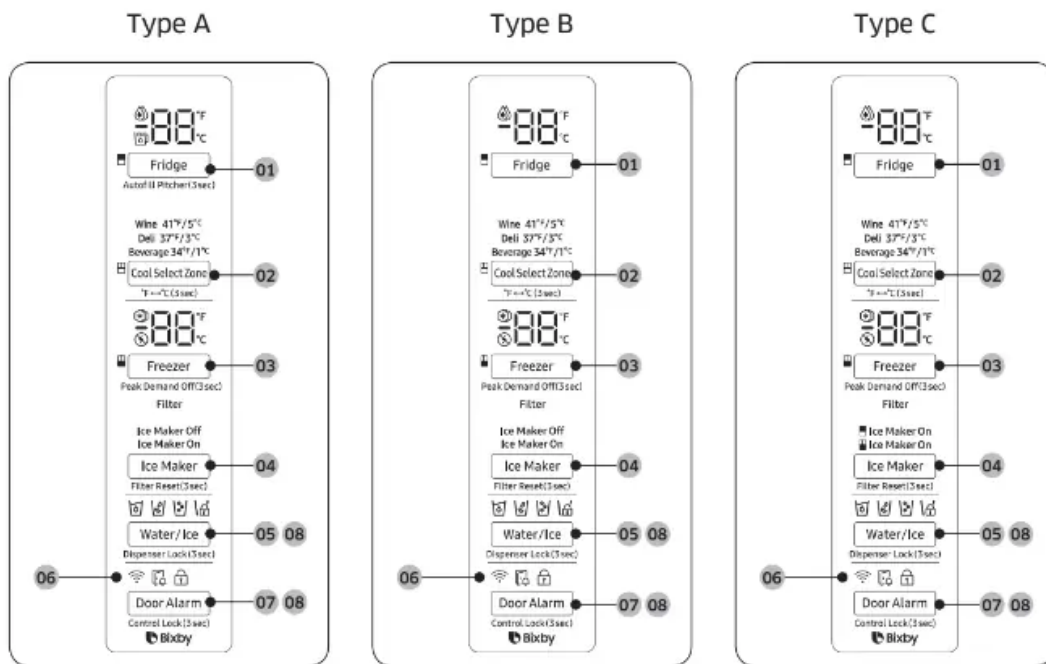 Type A
°F
88
°C
Fridge
01
Autofill Pitcher(3sec)
Wine 41°F/5°C
Deli 37°F/3°C
Beverage 34°F/1°C
Cool Select Zone
02
°F↔°C(3sec)
°F
88
°C
Freezer
03
Peak Demand Off(3sec)
Filter
Ice Maker Off
Ice Maker On
Ice Maker
04
Filter Reset(3sec)
Water/Ice
05 08
Dispenser Lock(3sec)
06
Door Alarm
07 08
Control Lock(3sec)
Bixby
Type B
°F
88
°C
Fridge
01
Wine 41°F/5°C
Deli 37°F/3°C
Beverage 34°F/1°C
Cool Select Zone
02
°F↔°C(3sec)
°F
88
°C
Freezer
03
Peak Demand Off(3sec)
Filter
Ice Maker Off
Ice Maker On
Ice Maker
04
Filter Reset(3sec)
Water/Ice
05 08
Dispenser Lock(3sec)
06
Door Alarm
07 08
Control Lock(3sec)
Bixby
Type C
°F
88
°C
Fridge
01
Wine 41°F/5°C
Deli 37°F/3°C
Beverage 34°F/1°C
Cool Select Zone
02
°F↔°C(3sec)
°F
88
°C
Freezer
03
Peak Demand Off(3sec)
Filter
Ice Maker On
Ice Maker On
Ice Maker
04
Filter Reset(3sec)
Water/Ice
05 08
Dispenser Lock(3sec)
06
Door Alarm
07 08
Control Lock(3sec)
Bixby